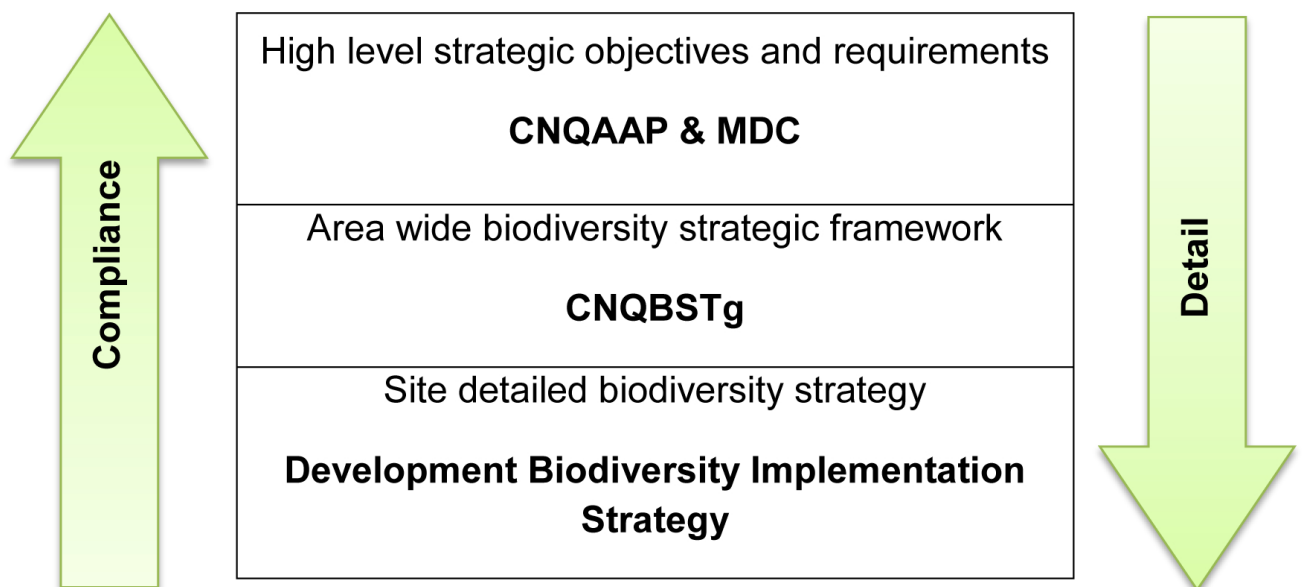 Compliance
High level strategic objectives and requirements
CNQAAP & MDC
Area wide biodiversity strategic framework
CNQBSTg
Site detailed biodiversity strategy
Development Biodiversity Implementation
Strategy
Detail